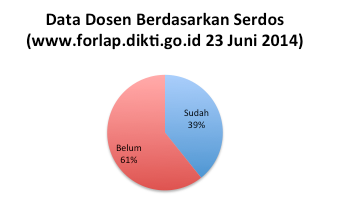 Data Dosen Berdasarkan Serdos
(www.forlap.dikti.go.id 23 Juni 2014)
Sudah
39%
Belum
61%